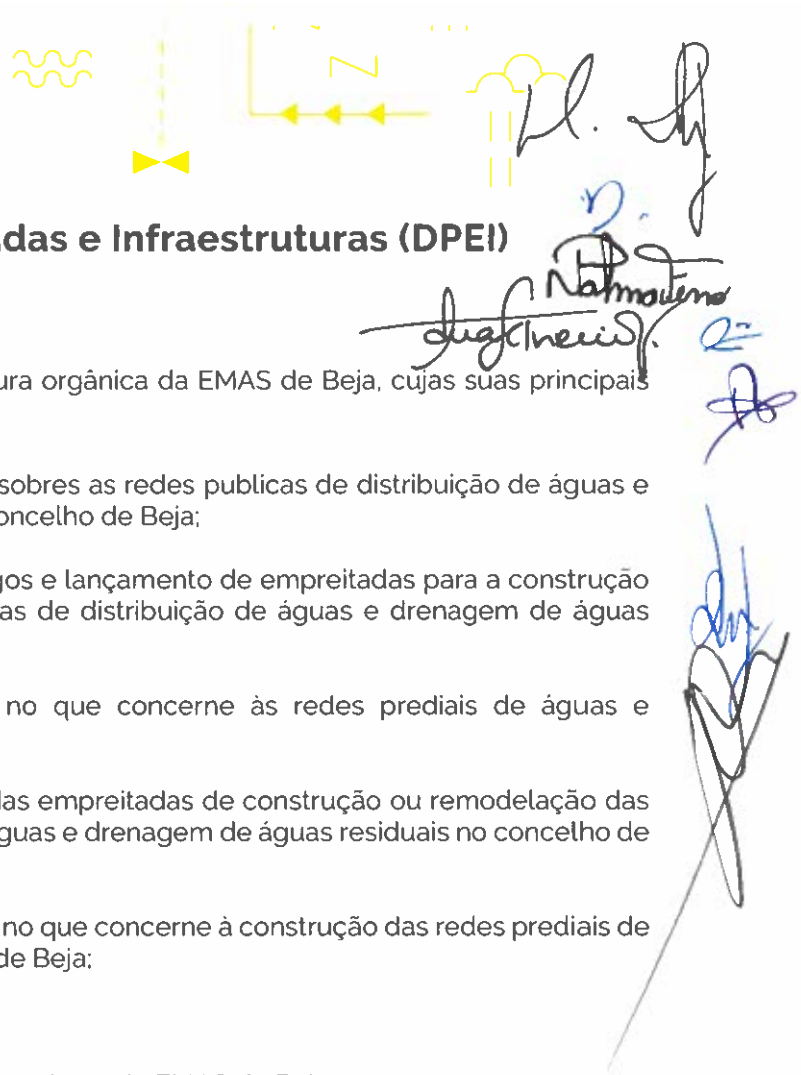 das e Infraestruturas (DPEI)
ura orgânica da EMAS de Beja, cujas suas principais
sobres as redes publicas de distribuição de águas e
oncelho de Beja;
gos e lançamento de empreitadas para a construção
as de distribuição de águas e drenagem de águas
no que concerne às redes prediais de águas e
das empreitadas de construção ou remodelação das
guas e drenagem de águas residuais no concelho de
no que concerne à construção das redes prediais de
de Beja;